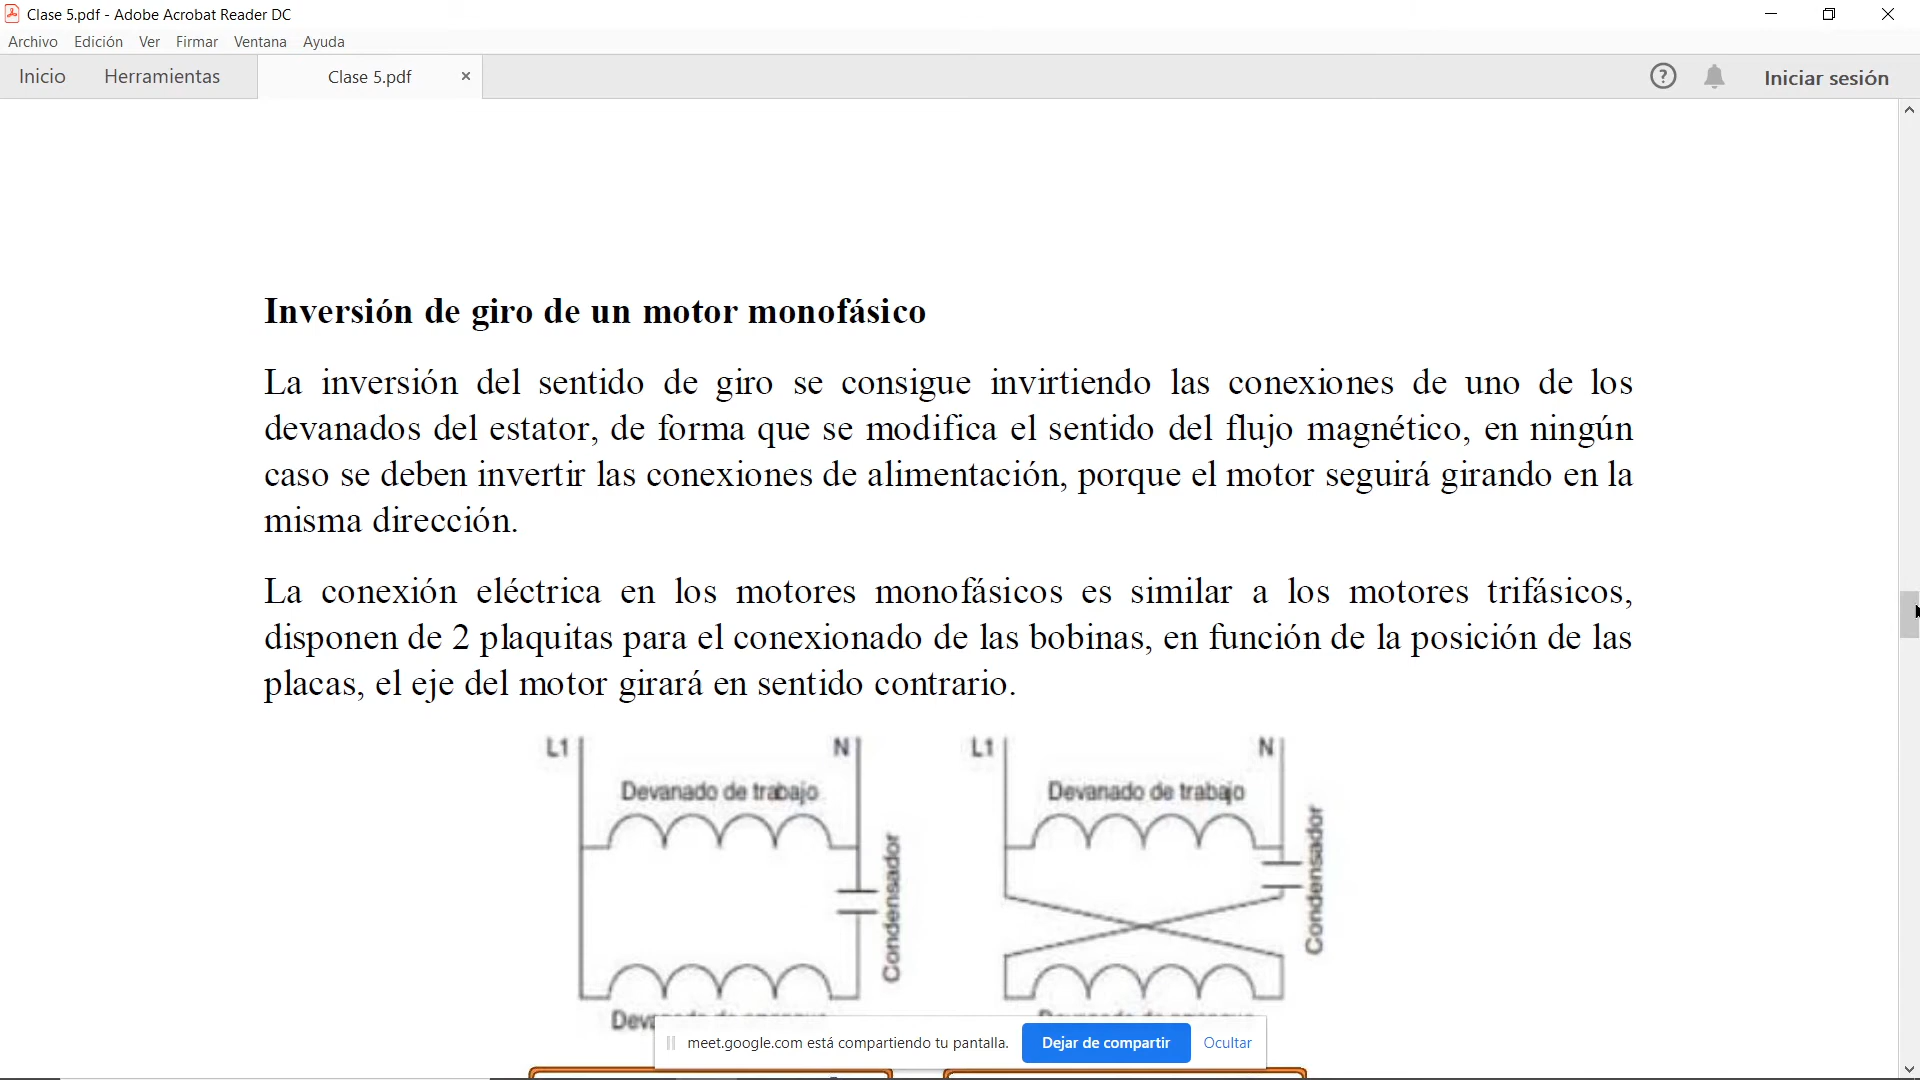 Clase 5.pdf - Adobe Acrobat Reader DC
Archivo Edición Ver Firmar Ventana Ayuda
Inicio Herramientas Clase 5.pdf × ? Iniciar sesión
Inversión de giro de un motor monofásico
La inversión del sentido de giro se consigue invirtiendo las conexiones de uno de los
devanados del estator, de forma que se modifica el sentido del flujo magnético, en ningún
caso se deben invertir las conexiones de alimentación, porque el motor seguirá girando en la
misma dirección.
La conexión eléctrica en los motores monofásicos es similar a los motores trifásicos,
disponen de 2 plaquitas para el conexionado de las bobinas, en función de la posición de las
placas, el eje del motor girará en sentido contrario.
L1 N L1 N
Devanado de trabajo Devanado de trabajo
Condensador Condensador
meet.google.com está compartiendo tu pantalla. Dejar de compartir Ocultar